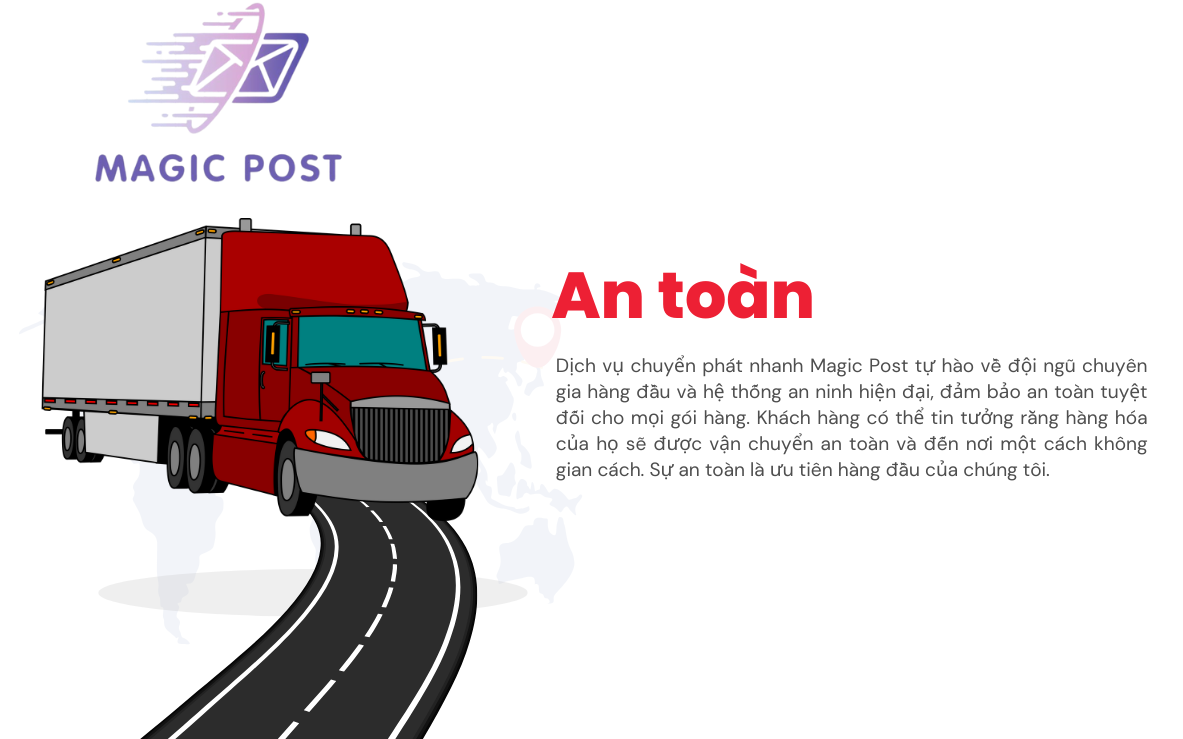 MAGIC POST
An toàn
Dịch vụ chuyển phát nhanh Magic Post tự hào về đội ngũ chuyên
gia hàng đầu và hệ thống an ninh hiện đại, đảm bảo an toàn tuyệt
đối cho mọi gói hàng. Khách hàng có thể tin tưởng rằng hàng hóa
của họ sẽ được vận chuyển an toàn và đến nơi một cách không
gian cách. Sự an toàn là ưu tiên hàng đầu của chúng tôi.